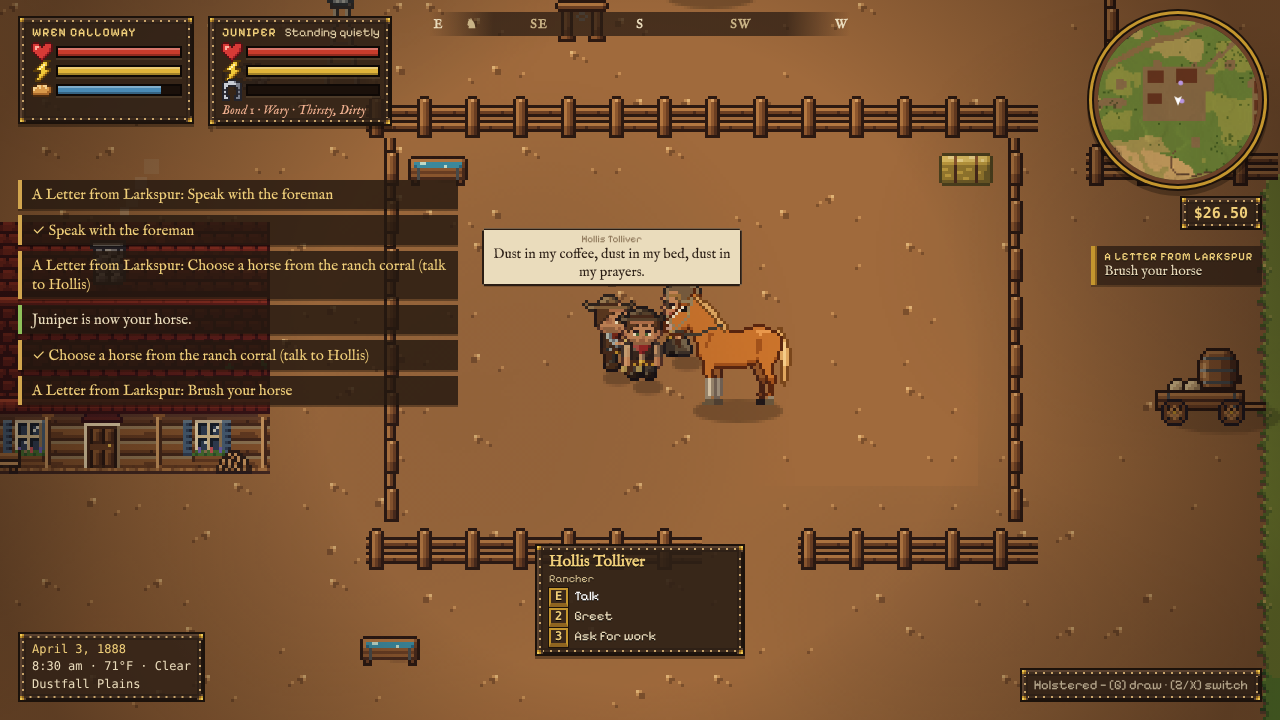 WREN CALLOWAY
JUNIPER Standing quietly
Bond 1 · Wary · Thirsty, Dirty
E SE S SW W
$26.50
A LETTER FROM LARKSPUR
Brush your horse
A Letter from Larkspur: Speak with the foreman
✓ Speak with the foreman
A Letter from Larkspur: Choose a horse from the ranch corral (talk
to Hollis)
Juniper is now your horse.
✓ Choose a horse from the ranch corral (talk to Hollis)
A Letter from Larkspur: Brush your horse
Hollis Tolliver
Dust in my coffee, dust in my bed, dust in
my prayers.
Hollis Tolliver
Rancher
E Talk
2 Greet
3 Ask for work
April 3, 1888
8:30 am · 71°F · Clear
Dustfall Plains
Holstered - (G) draw · (Z/X) switch